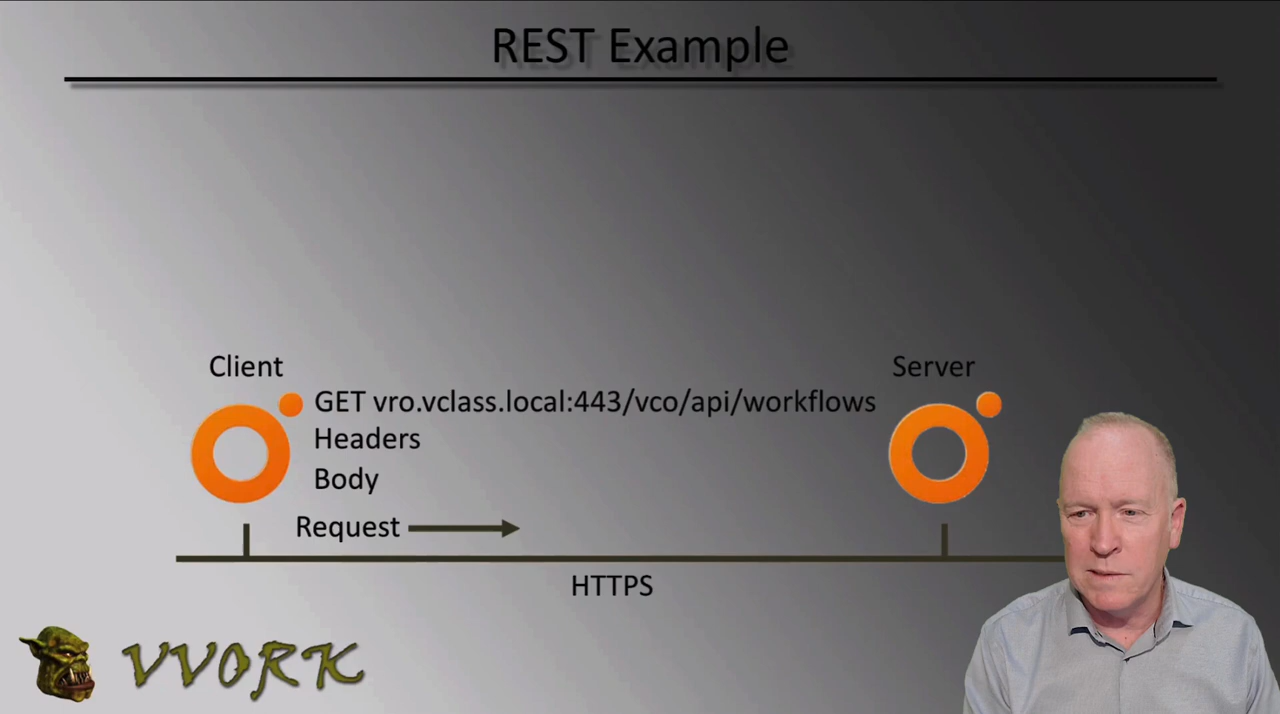 REST Example
Client
Server
GET vro.vclass.local:443/vco/api/workflows
Headers
Body
Request
HTTPS
VVORK